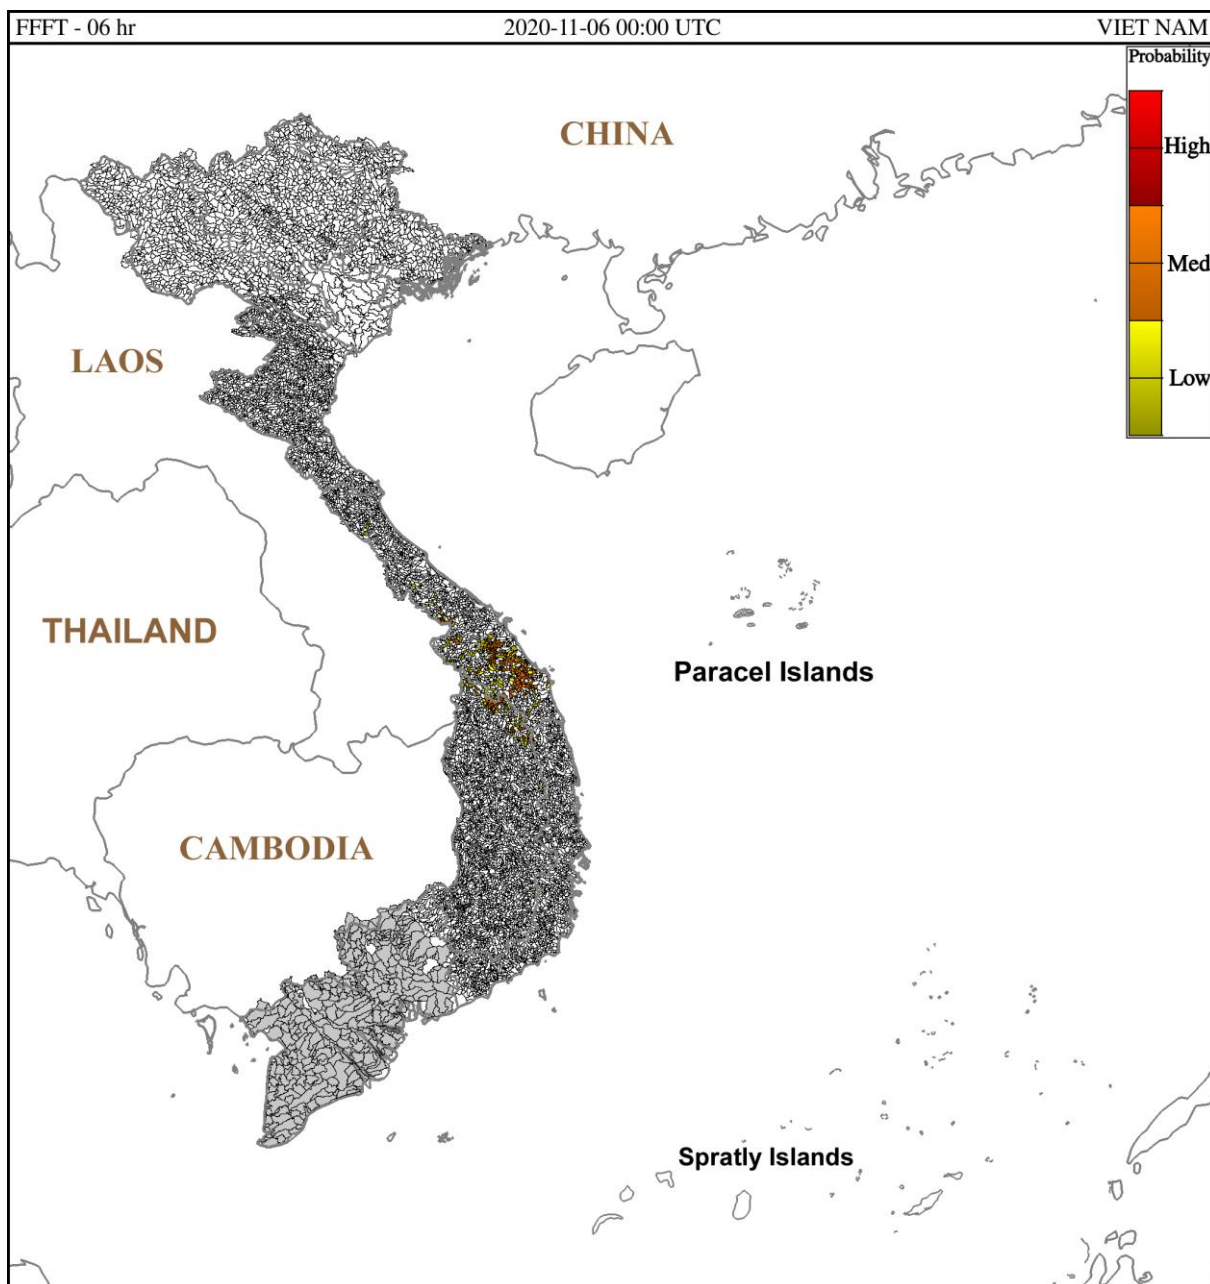 FFFT - 06 hr
2020-11-06 00:00 UTC
VIET NAM
Probability
High
Med
Low
CHINA
LAOS
THAILAND
Paracel Islands
CAMBODIA
Spratly Islands